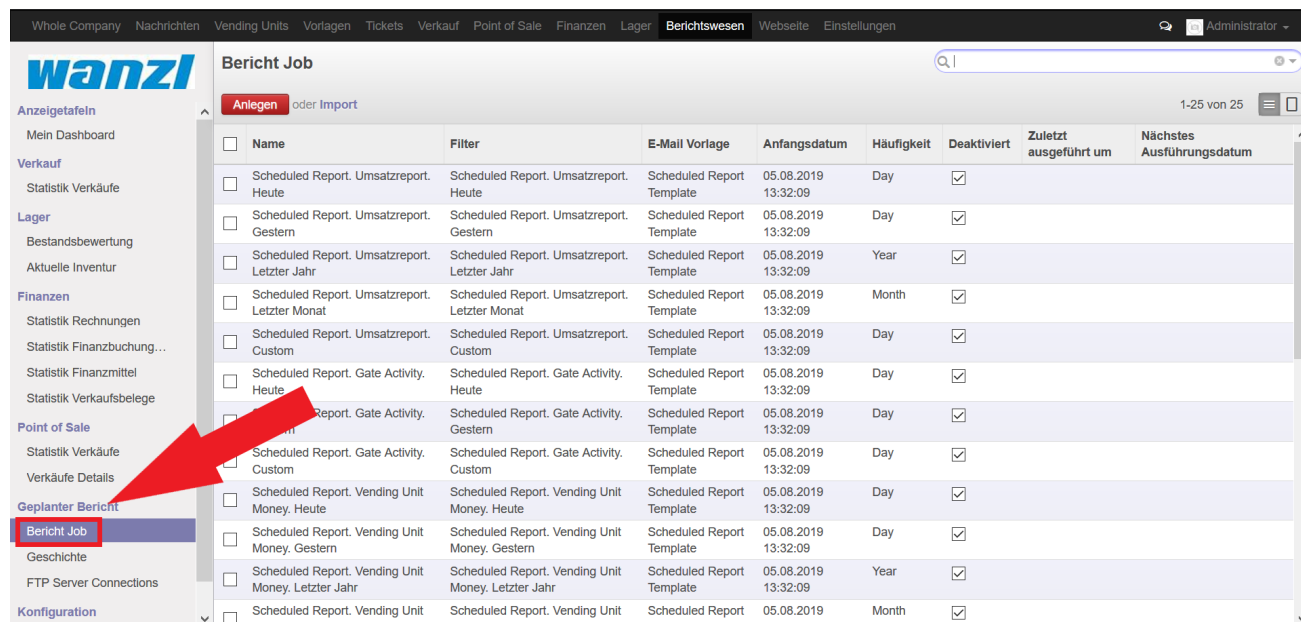 Whole Company Nachrichten Vending Units Vorlagen Tickets Verkauf Point of Sale Finanzen Lager Berichtswesen Webseite Einstellungen Administrator
wanzl
Anzeigetafeln
Mein Dashboard
Verkauf
Statistik Verkäufe
Lager
Bestandsbewertung
Aktuelle Inventur
Finanzen
Statistik Rechnungen
Statistik Finanzbuchung…
Statistik Finanzmittel
Statistik Verkaufsbelege
Point of Sale
Statistik Verkäufe
Verkäufe Details
Geplanter Bericht
Bericht Job
Geschichte
FTP Server Connections
Konfiguration
Bericht Job
Anlegen oder Import
1-25 von 25
Name Filter E-Mail Vorlage Anfangsdatum Häufigkeit Deaktiviert Zuletzt Nächstes
ausgeführt um Ausführungsdatum
Scheduled Report. Umsatzreport. Scheduled Report. Umsatzreport. Scheduled Report 05.08.2019 Day
Heute Heute Template 13:32:09
Scheduled Report. Umsatzreport. Scheduled Report. Umsatzreport. Scheduled Report 05.08.2019 Day
Gestern Gestern Template 13:32:09
Scheduled Report. Umsatzreport. Scheduled Report. Umsatzreport. Scheduled Report 05.08.2019 Year
Letzter Jahr Letzter Jahr Template 13:32:09
Scheduled Report. Umsatzreport. Scheduled Report. Umsatzreport. Scheduled Report 05.08.2019 Month
Letzter Monat Letzter Monat Template 13:32:09
Scheduled Report. Umsatzreport. Scheduled Report. Umsatzreport. Scheduled Report 05.08.2019 Day
Custom Custom Template 13:32:09
Scheduled Report. Gate Activity. Scheduled Report. Gate Activity. Scheduled Report 05.08.2019 Day
Heute Heute Template 13:32:09
Report. Gate Activity. Scheduled Report. Gate Activity. Scheduled Report 05.08.2019 Day
Gestern Template 13:32:09
Scheduled Report. Gate Activity. Scheduled Report. Gate Activity. Scheduled Report 05.08.2019 Day
Custom Custom Template 13:32:09
Scheduled Report. Vending Unit Scheduled Report. Vending Unit Scheduled Report 05.08.2019 Day
Money. Heute Money. Heute Template 13:32:09
Scheduled Report. Vending Unit Scheduled Report. Vending Unit Scheduled Report 05.08.2019 Day
Money. Gestern Money. Gestern Template 13:32:09
Scheduled Report. Vending Unit Scheduled Report. Vending Unit Scheduled Report 05.08.2019 Year
Money. Letzter Jahr Money. Letzter Jahr Template 13:32:09
Scheduled Report. Vending Unit Scheduled Report. Vending Unit Scheduled Report 05.08.2019 Month